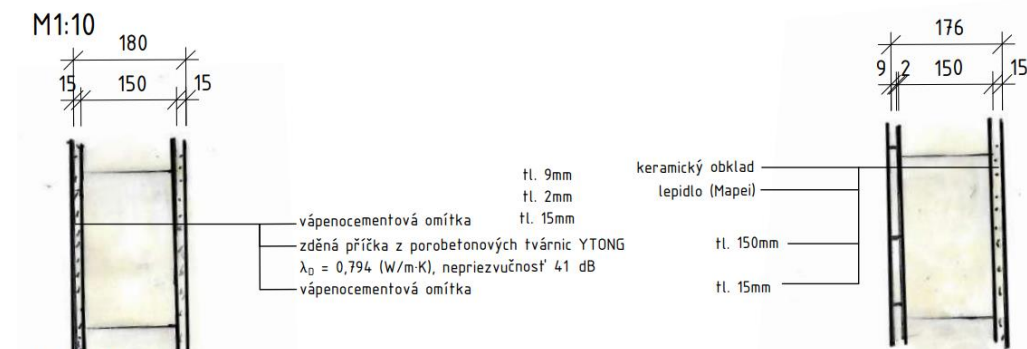 M1:10
180
15 150 15
176
9 2 150 15
tl. 9mm
tl. 2mm
vápenocementová omítka tl. 15mm
zděná příčka z porobetonových tvárnic YTONG
λD = 0,794 (W/m·K), nepriezvučnosť 41 dB
vápenocementová omítka
keramický obklad
lepidlo (Mapei)
tl. 150mm
tl. 15mm